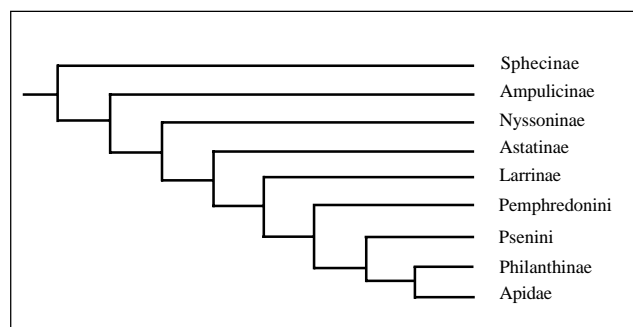 Sphecinae
Ampulicinae
Nyssoninae
Astatinae
Larrinae
Pemphredonini
Psenini
Philanthinae
Apidae